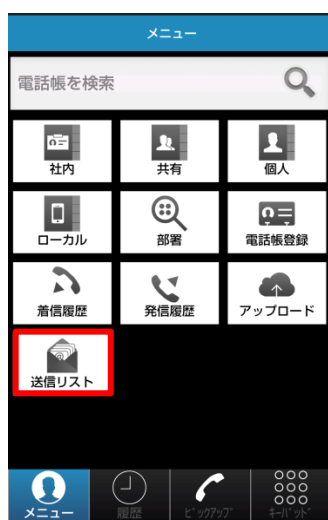 メニュー
電話帳を検索
社内
共有
個人
ローカル
部署
電話帳登録
着信履歴
発信履歴
アップロード
送信リスト
メニュー
履歴
ピックアップ
キーパッド